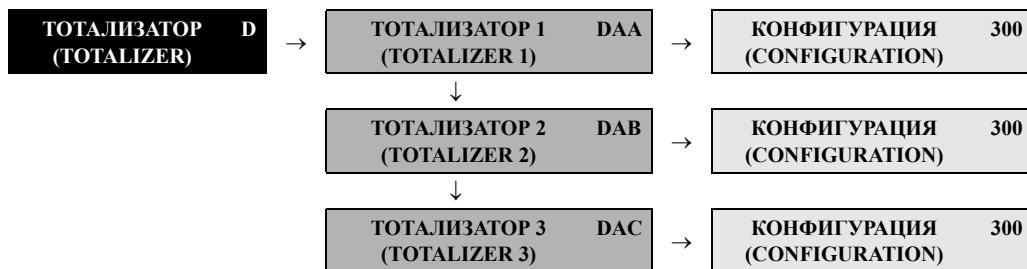 ТОТАЛИЗАТОР D → ТОТАЛИЗАТОР 1 DAA → КОНФИГУРАЦИЯ 300
(TOTALIZER) (TOTALIZER 1) (CONFIGURATION)
↓
ТОТАЛИЗАТОР 2 DAB → КОНФИГУРАЦИЯ 300
(TOTALIZER 2) (CONFIGURATION)
↓
ТОТАЛИЗАТОР 3 DAC → КОНФИГУРАЦИЯ 300
(TOTALIZER 3) (CONFIGURATION)